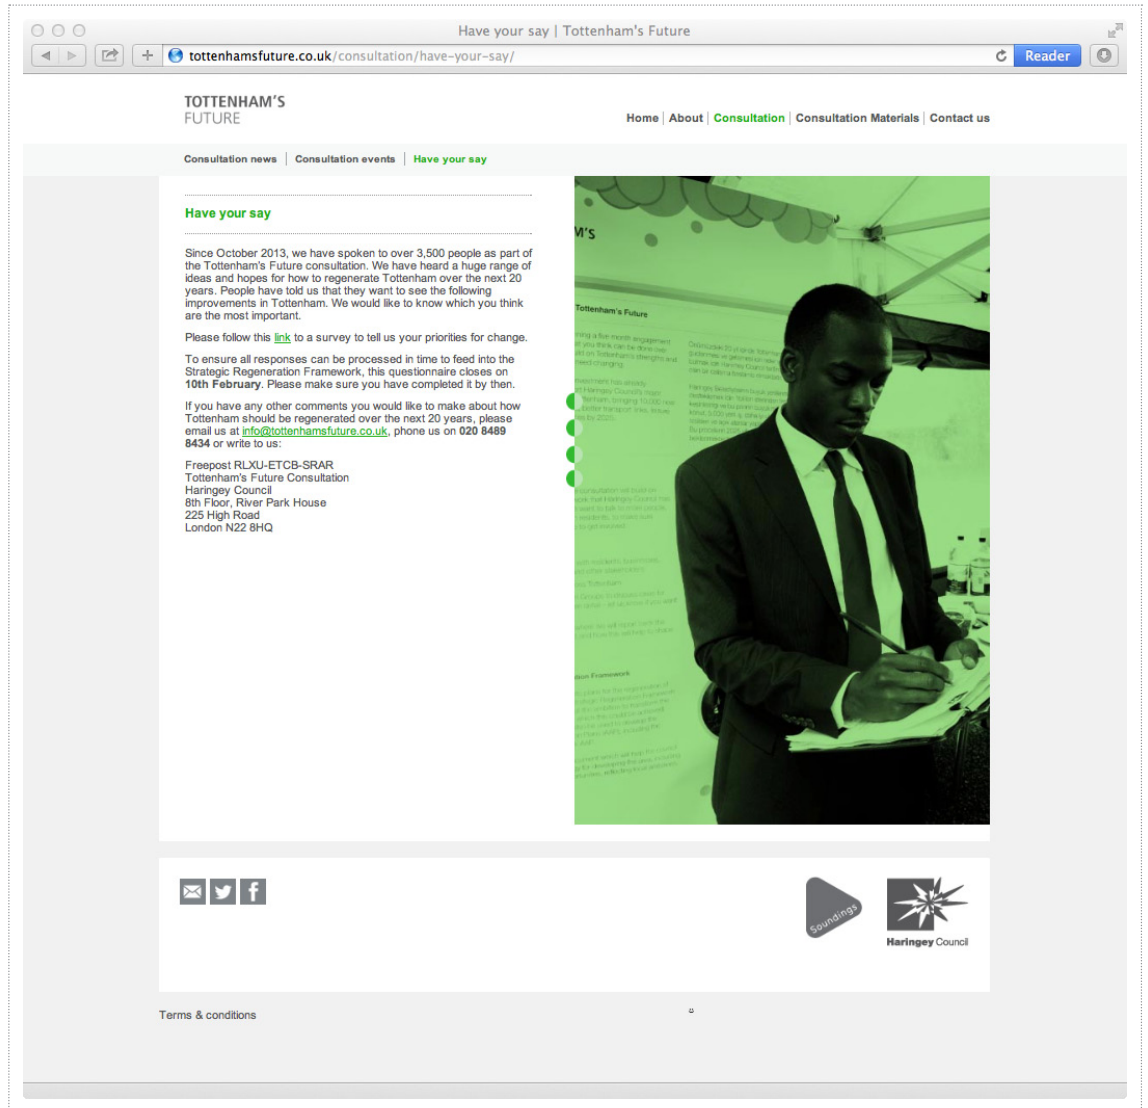 Have your say | Tottenham's Future
tottenhamsfuture.co.uk/consultation/have-your-say/
Reader
TOTTENHAM'S
FUTURE
Home | About | Consultation | Consultation Materials | Contact us
Consultation news | Consultation events | Have your say
Have your say
Since October 2013, we have spoken to over 3,500 people as part of
the Tottenham's Future consultation. We have heard a huge range of
ideas and hopes for how to regenerate Tottenham over the next 20
years. People have told us that they want to see the following
improvements in Tottenham. We would like to know which you think
are the most important.
Please follow this link to a survey to tell us your priorities for change.
To ensure all responses can be processed in time to feed into the
Strategic Regeneration Framework, this questionnaire closes on
10th February. Please make sure you have completed it by then.
If you have any other comments you would like to make about how
Tottenham should be regenerated over the next 20 years, please
email us at info@tottenhamsfuture.co.uk, phone us on 020 8489
8434 or write to us:
Freepost RLXU-ETCB-SRAR
Tottenham's Future Consultation
Haringey Council
8th Floor, River Park House
225 High Road
London N22 8HQ
M'S
Tottenham's Future
Soundings
Haringey Council
Terms & conditions